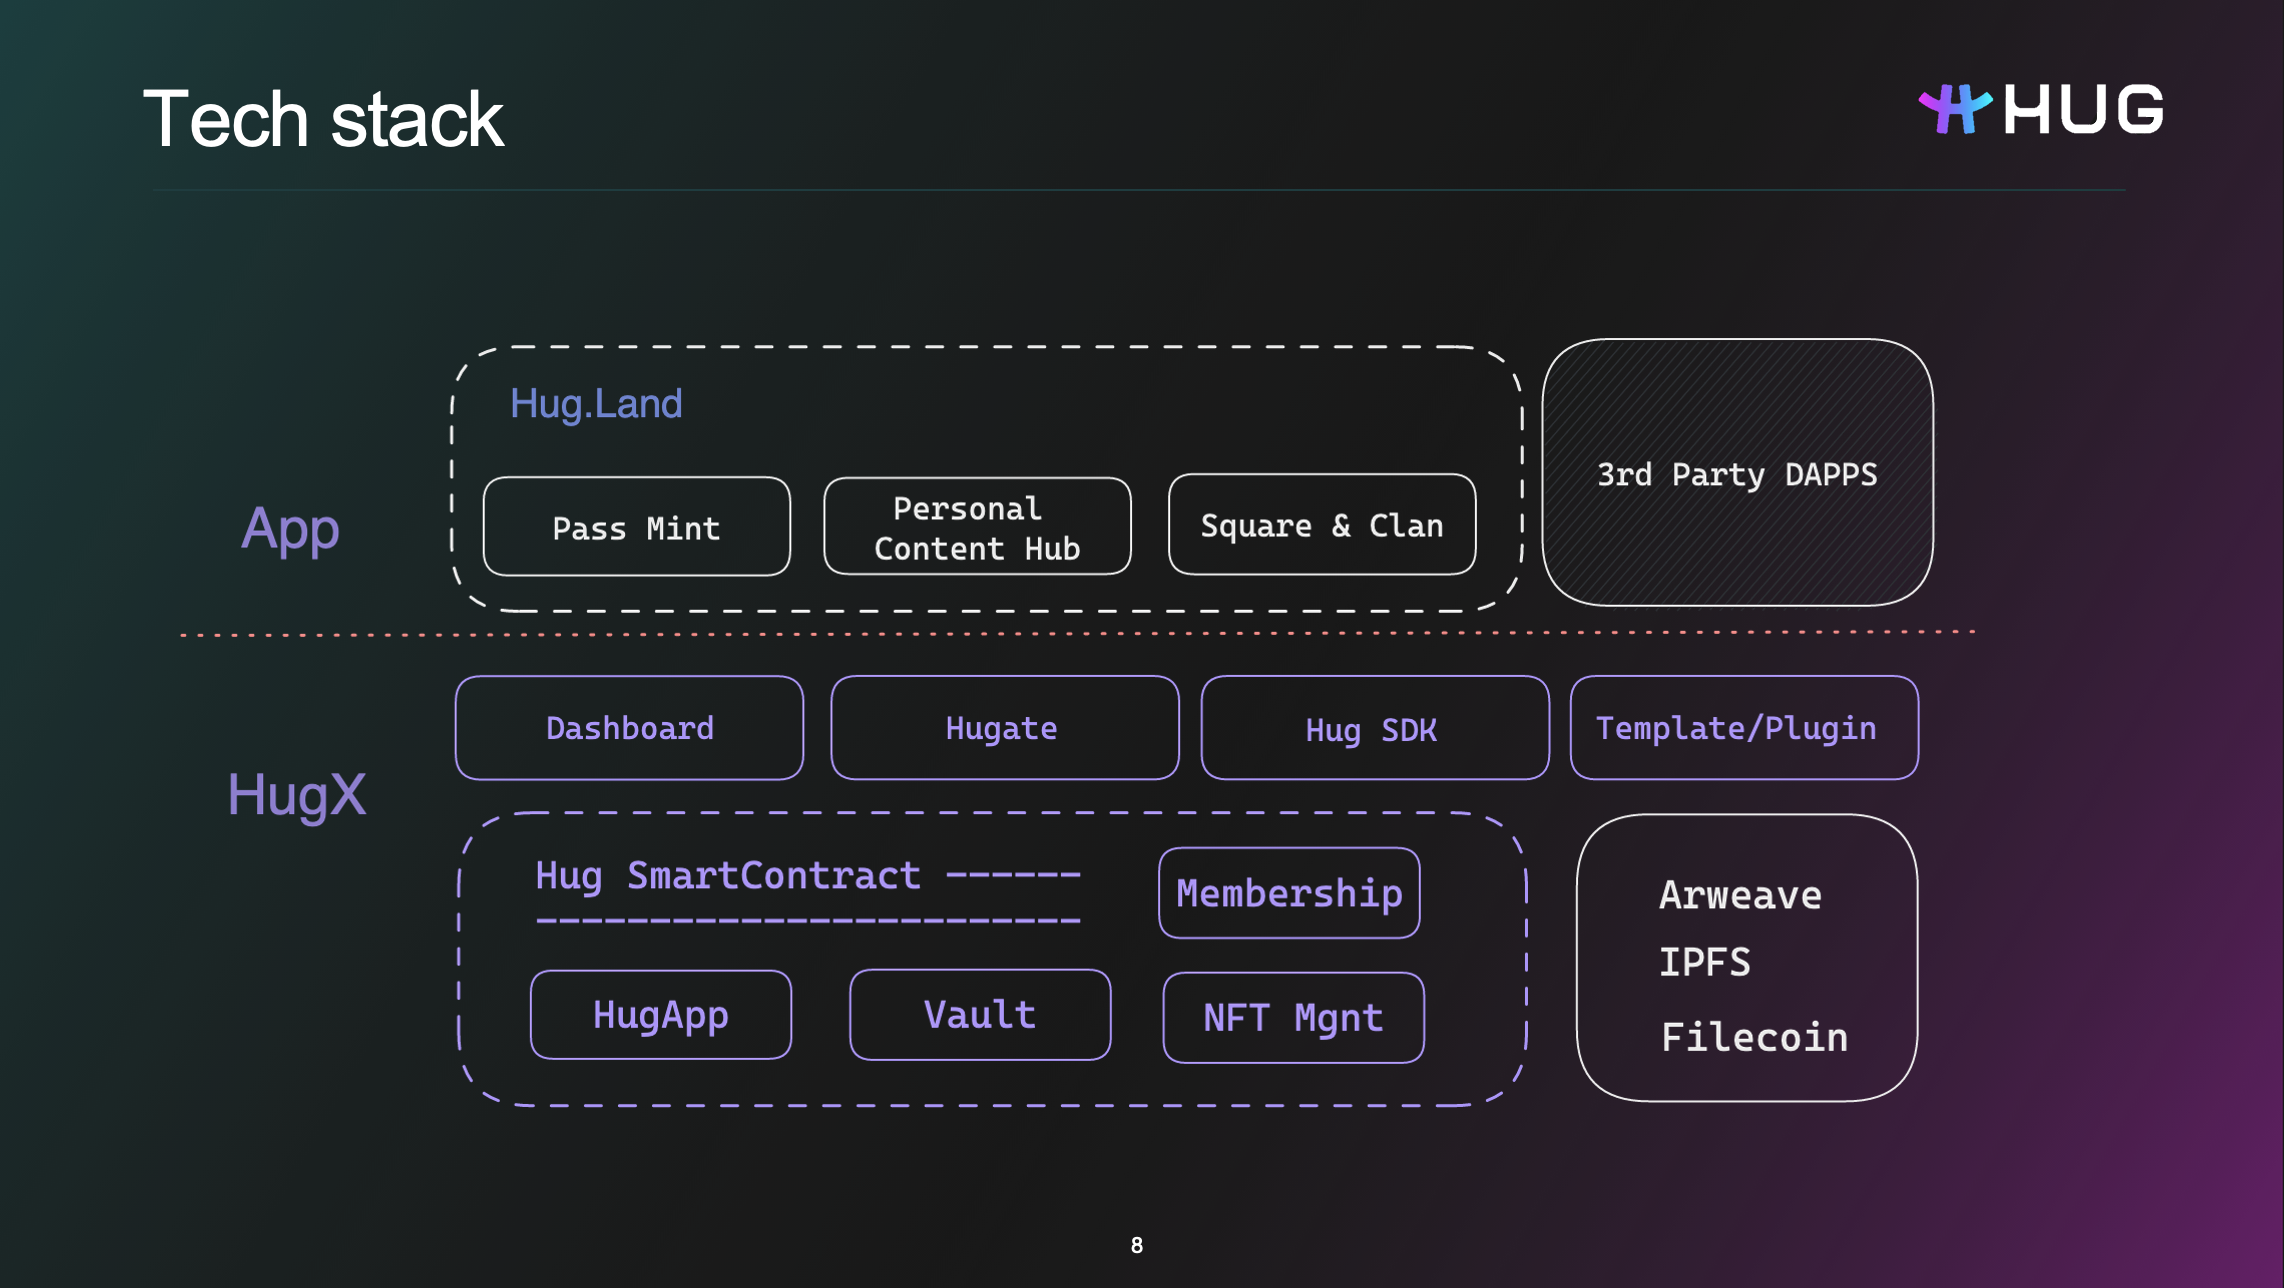 Tech stack
HUG
Hug.Land
App
Pass Mint
Personal
Content Hub
Square & Clan
3rd Party DAPPS
HugX
Dashboard
Hugate
Hug SDK
Template/Plugin
Hug SmartContract ------
------------------------
Membership
HugApp
Vault
NFT Mgnt
Arweave
IPFS
Filecoin
8